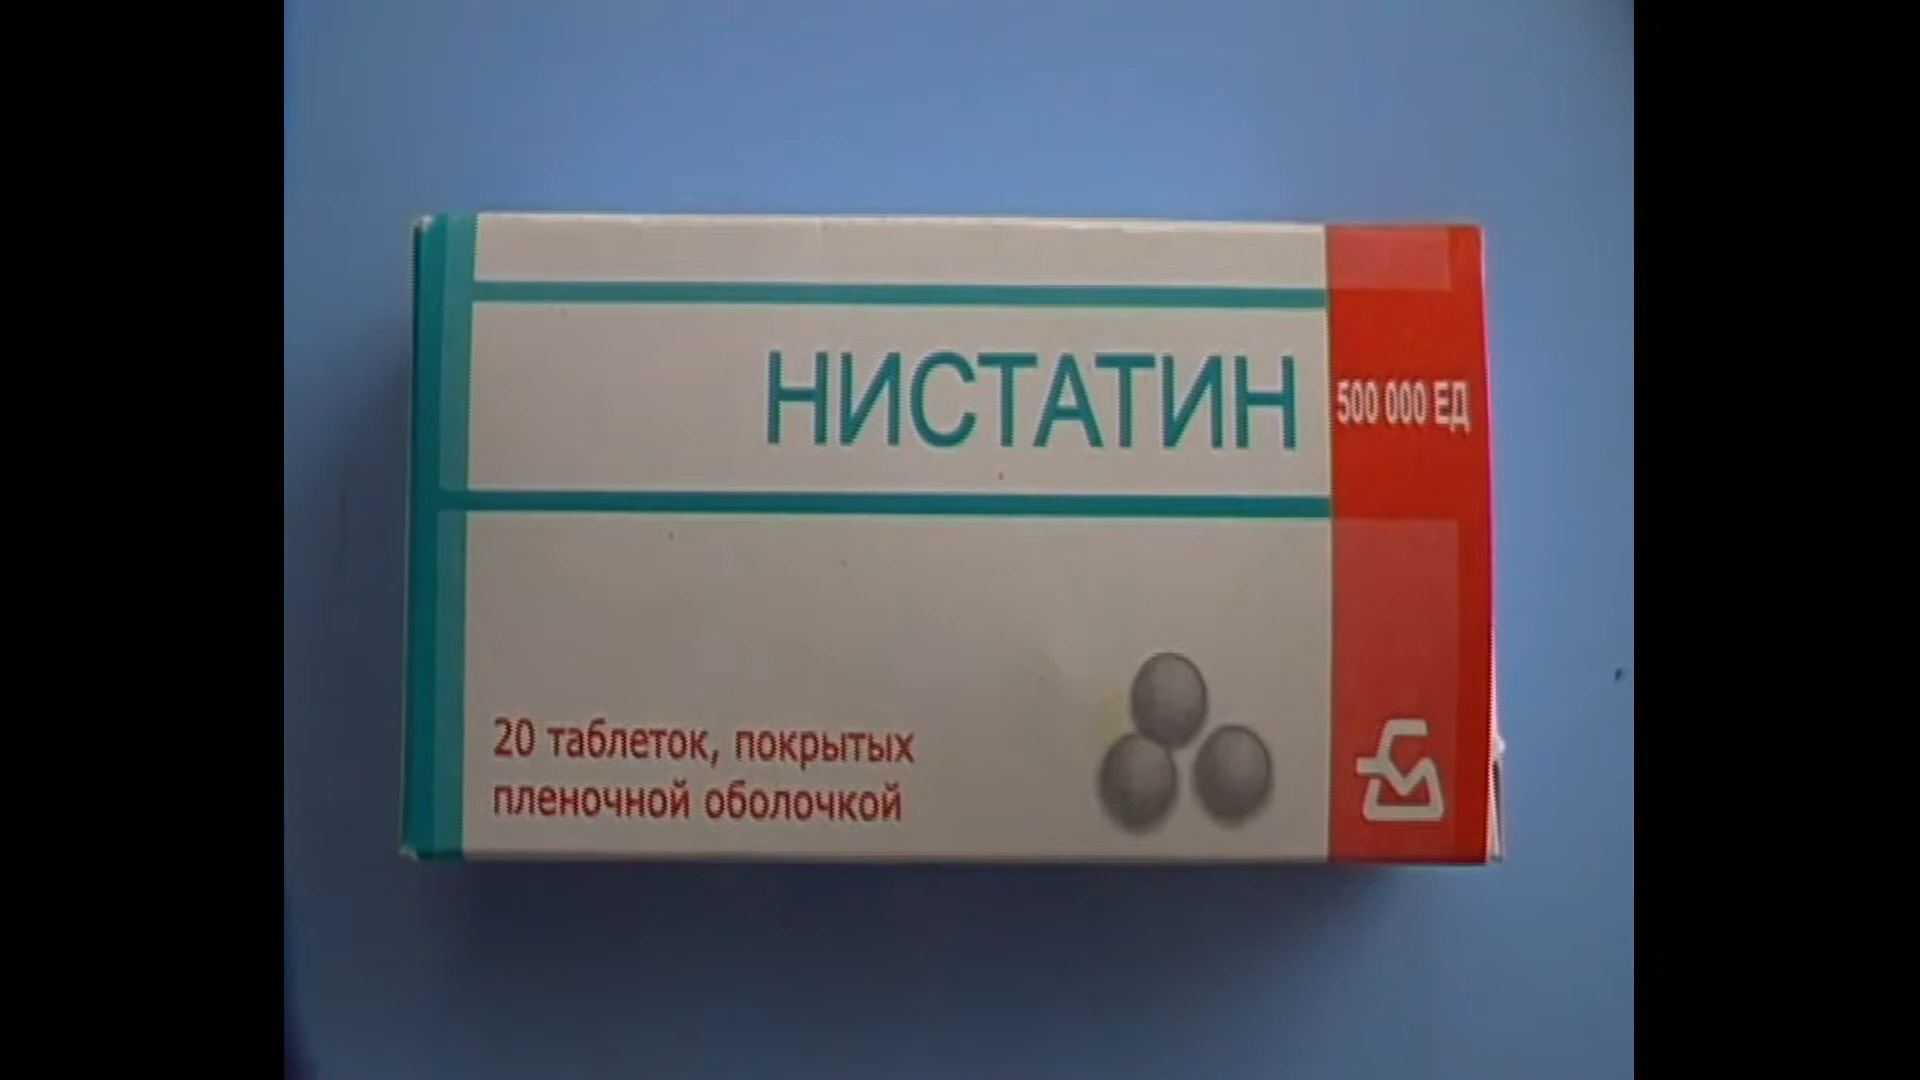 НИСТАТИН
500 000 ЕД
20 таблеток, покрытых
пленочной оболочкой